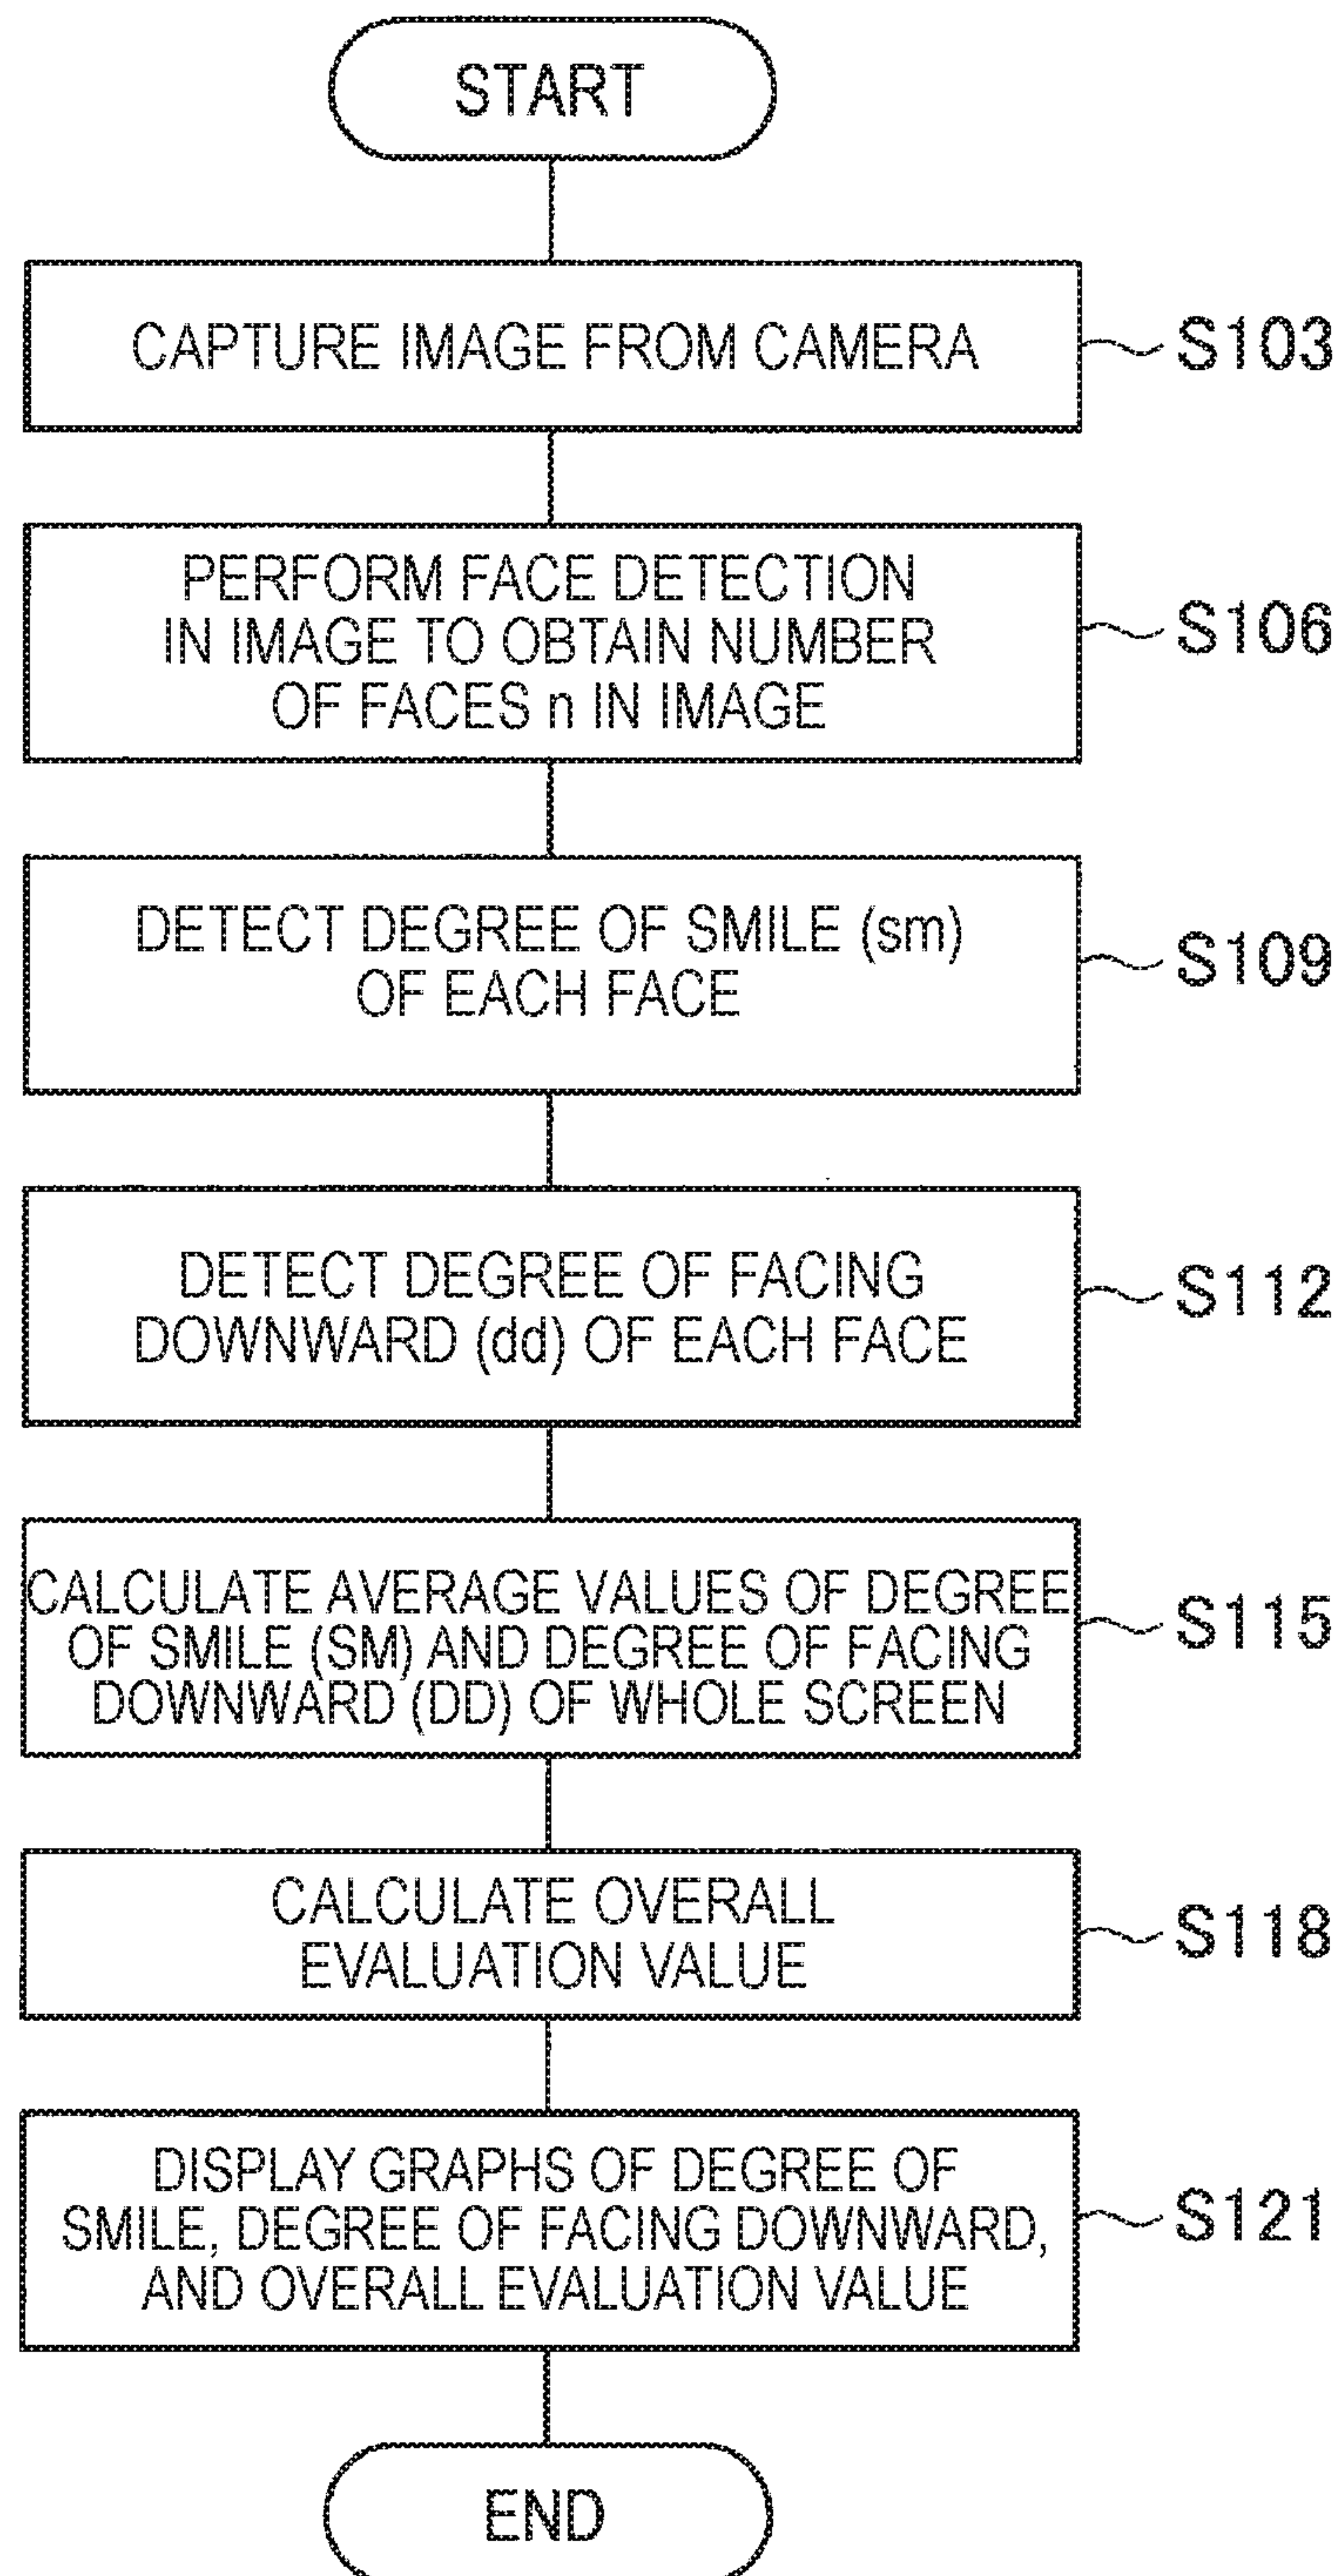 START
CAPTURE IMAGE FROM CAMERA
S103
PERFORM FACE DETECTION
IN IMAGE TO OBTAIN NUMBER
OF FACES n IN IMAGE
S106
DETECT DEGREE OF SMILE (sm)
OF EACH FACE
S109
DETECT DEGREE OF FACING
DOWNWARD (dd) OF EACH FACE
S112
CALCULATE AVERAGE VALUES OF DEGREE
OF SMILE (SM) AND DEGREE OF FACING
DOWNWARD (DD) OF WHOLE SCREEN
S115
CALCULATE OVERALL
EVALUATION VALUE
S118
DISPLAY GRAPHS OF DEGREE OF
SMILE, DEGREE OF FACING DOWNWARD,
AND OVERALL EVALUATION VALUE
S121
END